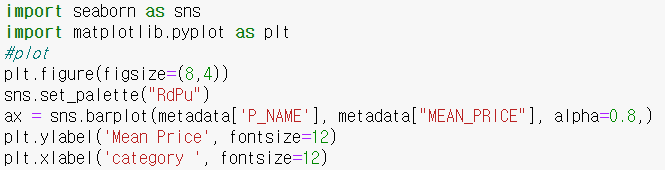 import seaborn as sns
import matplotlib.pyplot as plt
#plot
plt.figure(figsize=(8,4))
sns.set_palette("RdPu")
ax = sns.barplot(metadata['P_NAME'], metadata["MEAN_PRICE"], alpha=0.8,)
plt.ylabel('Mean Price', fontsize=12)
plt.xlabel('category ', fontsize=12)